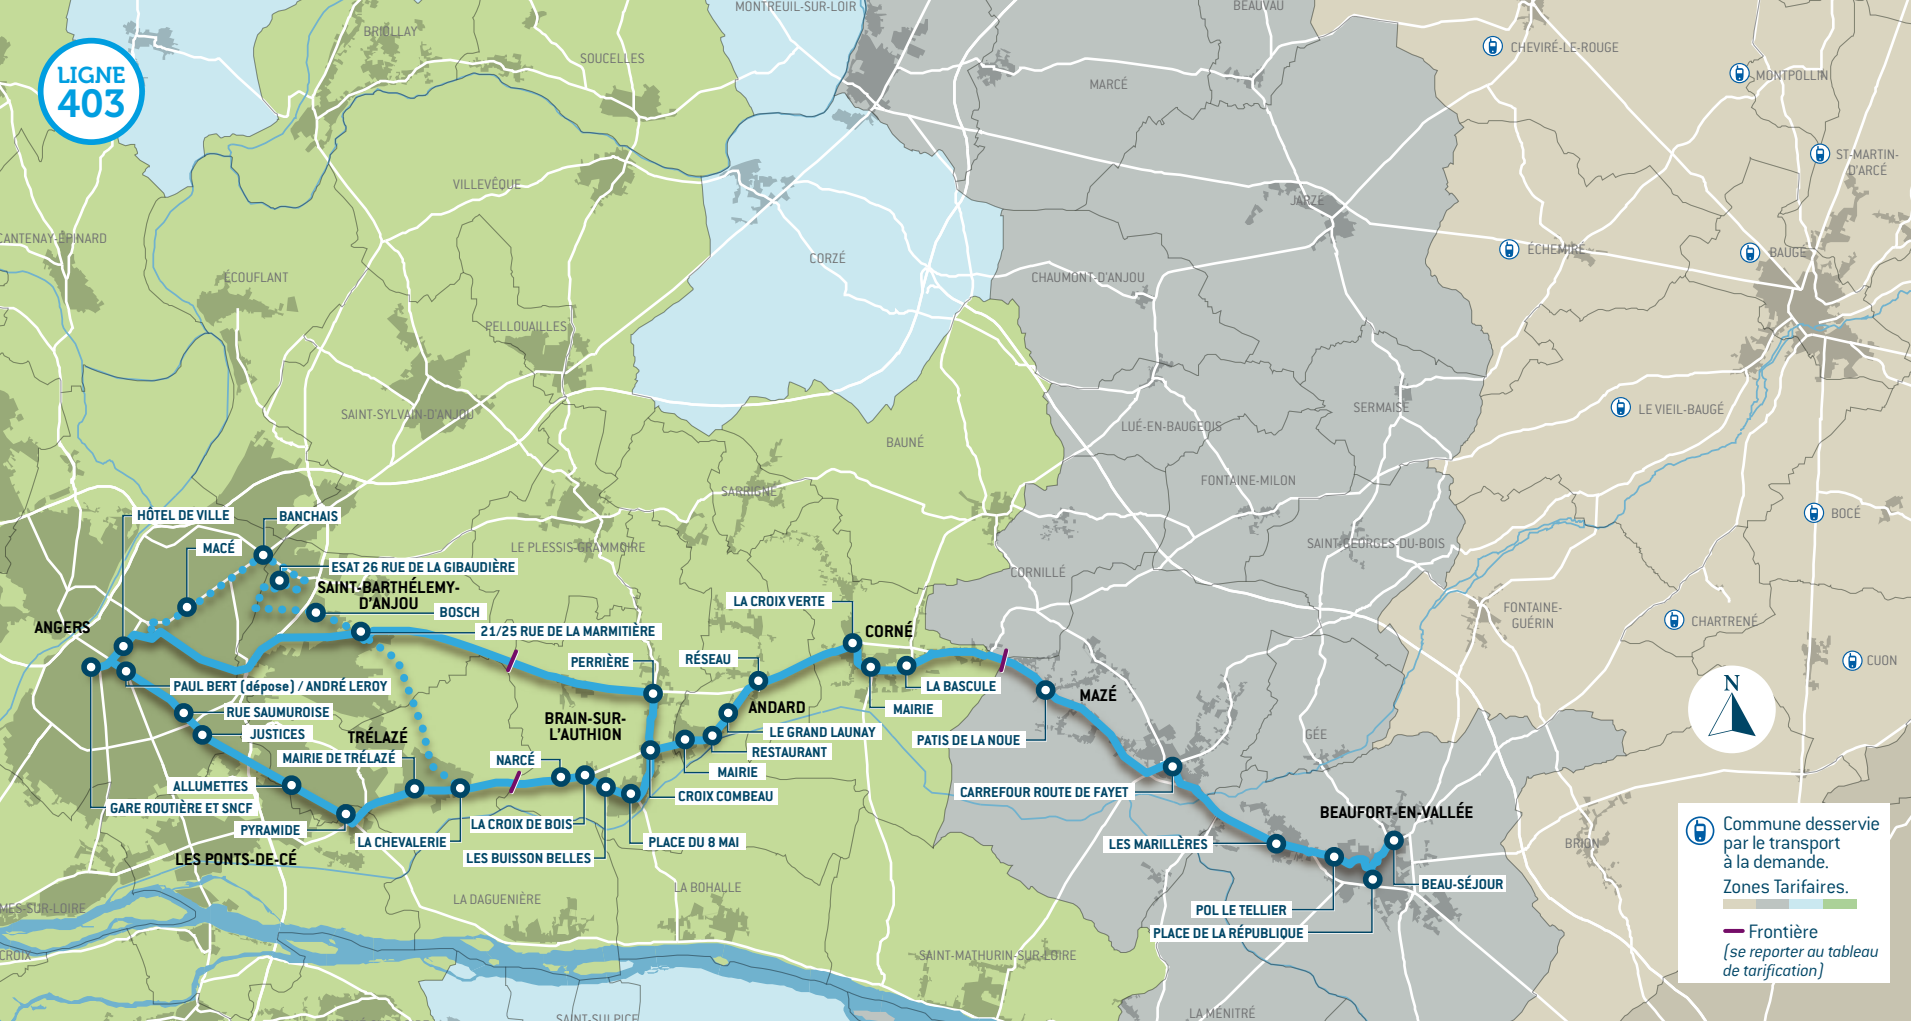 MONTREUIL-SUR-LOIR
BEAUVAU
BRIOLLAY
LIGNE
403
SOUCELLES
CHEVIRÉ-LE-ROUGE
MONTPOLLIN
MARCÉ
ST-MARTIN-
D'ARCÉ
VILLEVÊQUE
JARZÉ
CANTENAY-ÉPINARD
ÉCHEMIRÉ
BAUGÉ
CORZÉ
ÉCOUFLANT
CHAUMONT-D'ANJOU
PELLOUAILLES
SAINT-SYLVAIN-D'ANJOU
SERMAISE
LE VIEIL-BAUGÉ
LUÉ-EN-BAUGEOIS
BAUNÉ
FONTAINE-MILON
SARRIGNÉ
HÔTEL DE VILLE
BANCHAIS
BOCÉ
MACÉ
LE PLESSIS-GRAMMOIRE
SAINT-GEORGES-DU-BOIS
ESAT 26 RUE DE LA GIBAUDIÈRE
CORNILLÉ
SAINT-BARTHÉLEMY-
D'ANJOU
BOSCH
LA CROIX VERTE
FONTAINE-
GUÉRIN
CHARTRENÉ
ANGERS
21/25 RUE DE LA MARMITIÈRE
CORNÉ
PERRIÈRE
RÉSEAU
CUON
PAUL BERT (dépose) / ANDRÉ LEROY
LA BASCULE
MAZÉ
N
RUE SAUMUROISE
ANDARD
MAIRIE
BRAIN-SUR-
L'AUTHION
JUSTICES
TRÉLAZÉ
LE GRAND LAUNAY
PATIS DE LA NOUE
GÉE
MAIRIE DE TRÉLAZÉ
NARCÉ
RESTAURANT
MAIRIE
ALLUMETTES
CROIX COMBEAU
CARREFOUR ROUTE DE FAYET
GARE ROUTIÈRE ET SNCF
BEAUFORT-EN-VALLÉE
PYRAMIDE
LA CROIX DE BOIS
LA CHEVALERIE
PLACE DU 8 MAI
LES MARILLÈRES
BRION
LES PONTS-DE-CÉ
LES BUISSON BELLES
BEAU-SÉJOUR
LA BOHALLE
LA DAGUENIÈRE
POL LE TELLIER
MES-SUR-LOIRE
PLACE DE LA RÉPUBLIQUE
CROIX
SAINT-MATHURIN-SUR-LOIRE
SAINT-SULPICE
LA MÉNITRÉ
Commune desservie
par le transport
à la demande.
Zones Tarifaires.
Frontière
(se reporter au tableau
de tarification)